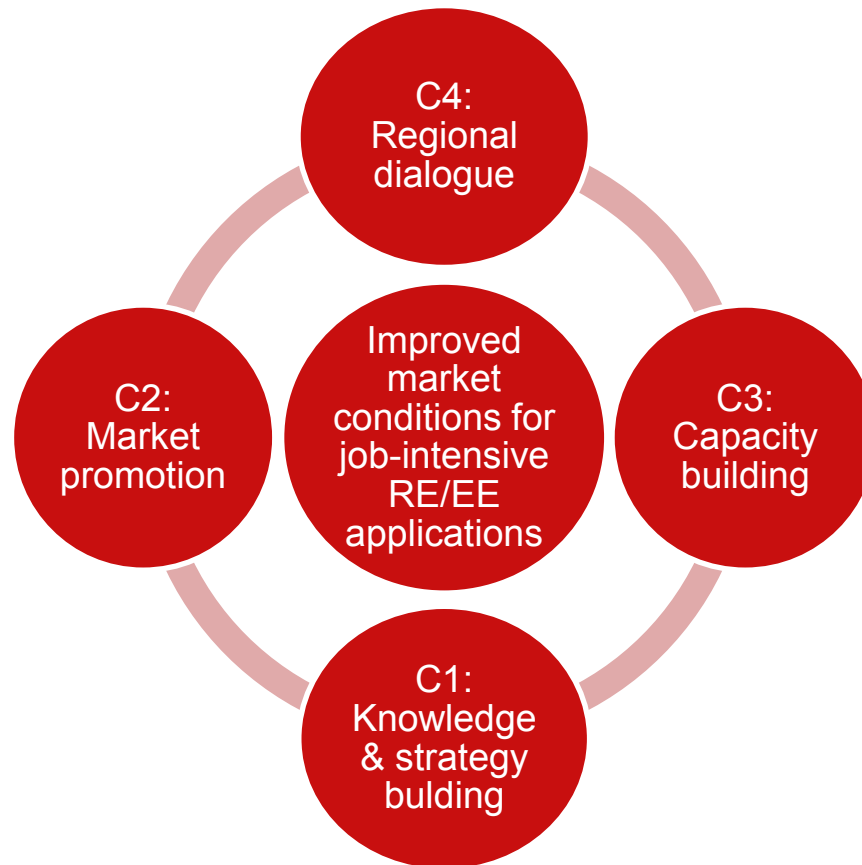 C4:
Regional
dialogue
C2:
Market
promotion
Improved
market
conditions for
job-intensive
RE/EE
applications
C3:
Capacity
building
C1:
Knowledge
& strategy
bulding